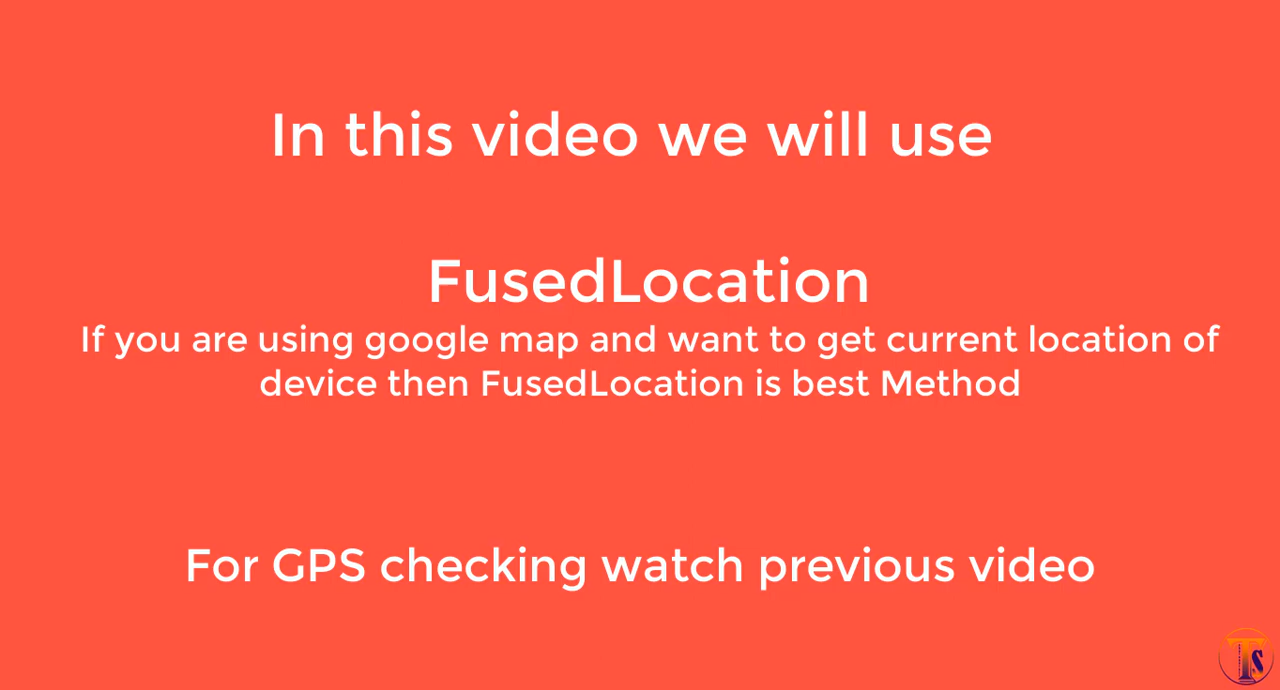 In this video we will use
FusedLocation
If you are using google map and want to get current location of
device then FusedLocation is best Method
For GPS checking watch previous video
TS